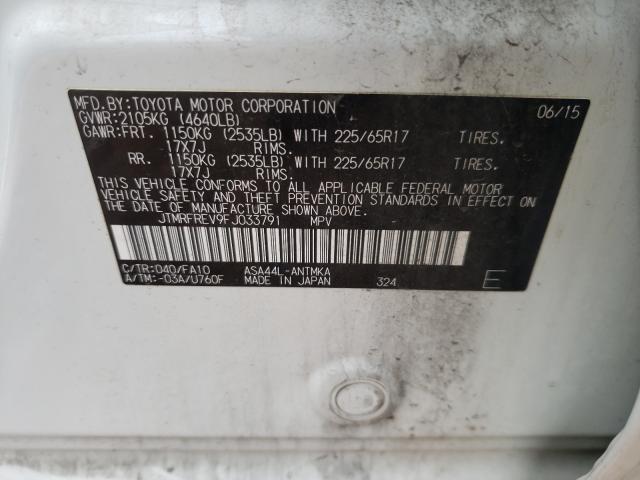 MFD.BY:TOYOTA MOTOR CORPORATION 06/15
GVWR:2105KG (4640LB)
GAWR:FRT. 1150KG (2535LB) WITH 225/65R17 TIRES.
17X7J RIMS.
RR. 1150KG (2535LB) WITH 225/65R17 TIRES.
17X7J RIMS.
THIS VEHICLE CONFORMS TO ALL APPLICABLE FEDERAL MOTOR
VEHICLE SAFETY AND THEFT PREVENTION STANDARDS IN EFFECT ON
THE DATE OF MANUFACTURE SHOWN ABOVE.
JTMRFREV9FJ033791 MPV
C/TR:040/FA10 ASA44L-ANTMKA
A/TM:-03A/U760F MADE IN JAPAN 324 E